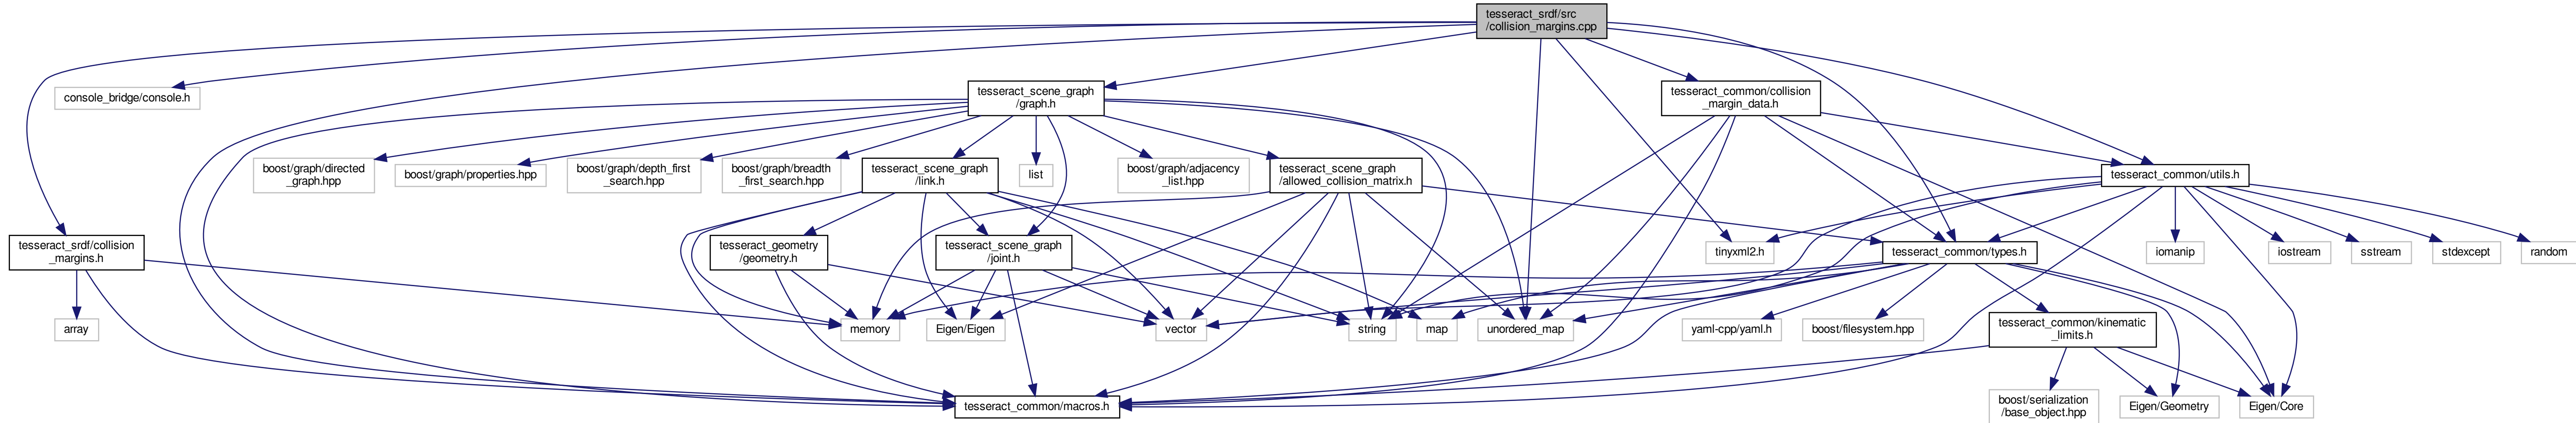 tesseract_srdf/src
/collision_margins.cpp
console_bridge/console.h
tesseract_scene_graph
/graph.h
tesseract_common/collision
_margin_data.h
boost/graph/directed
_graph.hpp
boost/graph/properties.hpp
boost/graph/depth_first
_search.hpp
boost/graph/breadth
_first_search.hpp
tesseract_scene_graph
/link.h
list
boost/graph/adjacency
_list.hpp
tesseract_scene_graph
/allowed_collision_matrix.h
tesseract_common/utils.h
tesseract_srdf/collision
_margins.h
tesseract_geometry
/geometry.h
tesseract_scene_graph
/joint.h
tinyxml2.h
tesseract_common/types.h
iomanip
iostream
sstream
stdexcept
random
array
memory
Eigen/Eigen
vector
string
map
unordered_map
yaml-cpp/yaml.h
boost/filesystem.hpp
tesseract_common/kinematic
_limits.h
tesseract_common/macros.h
boost/serialization
/base_object.hpp
Eigen/Geometry
Eigen/Core